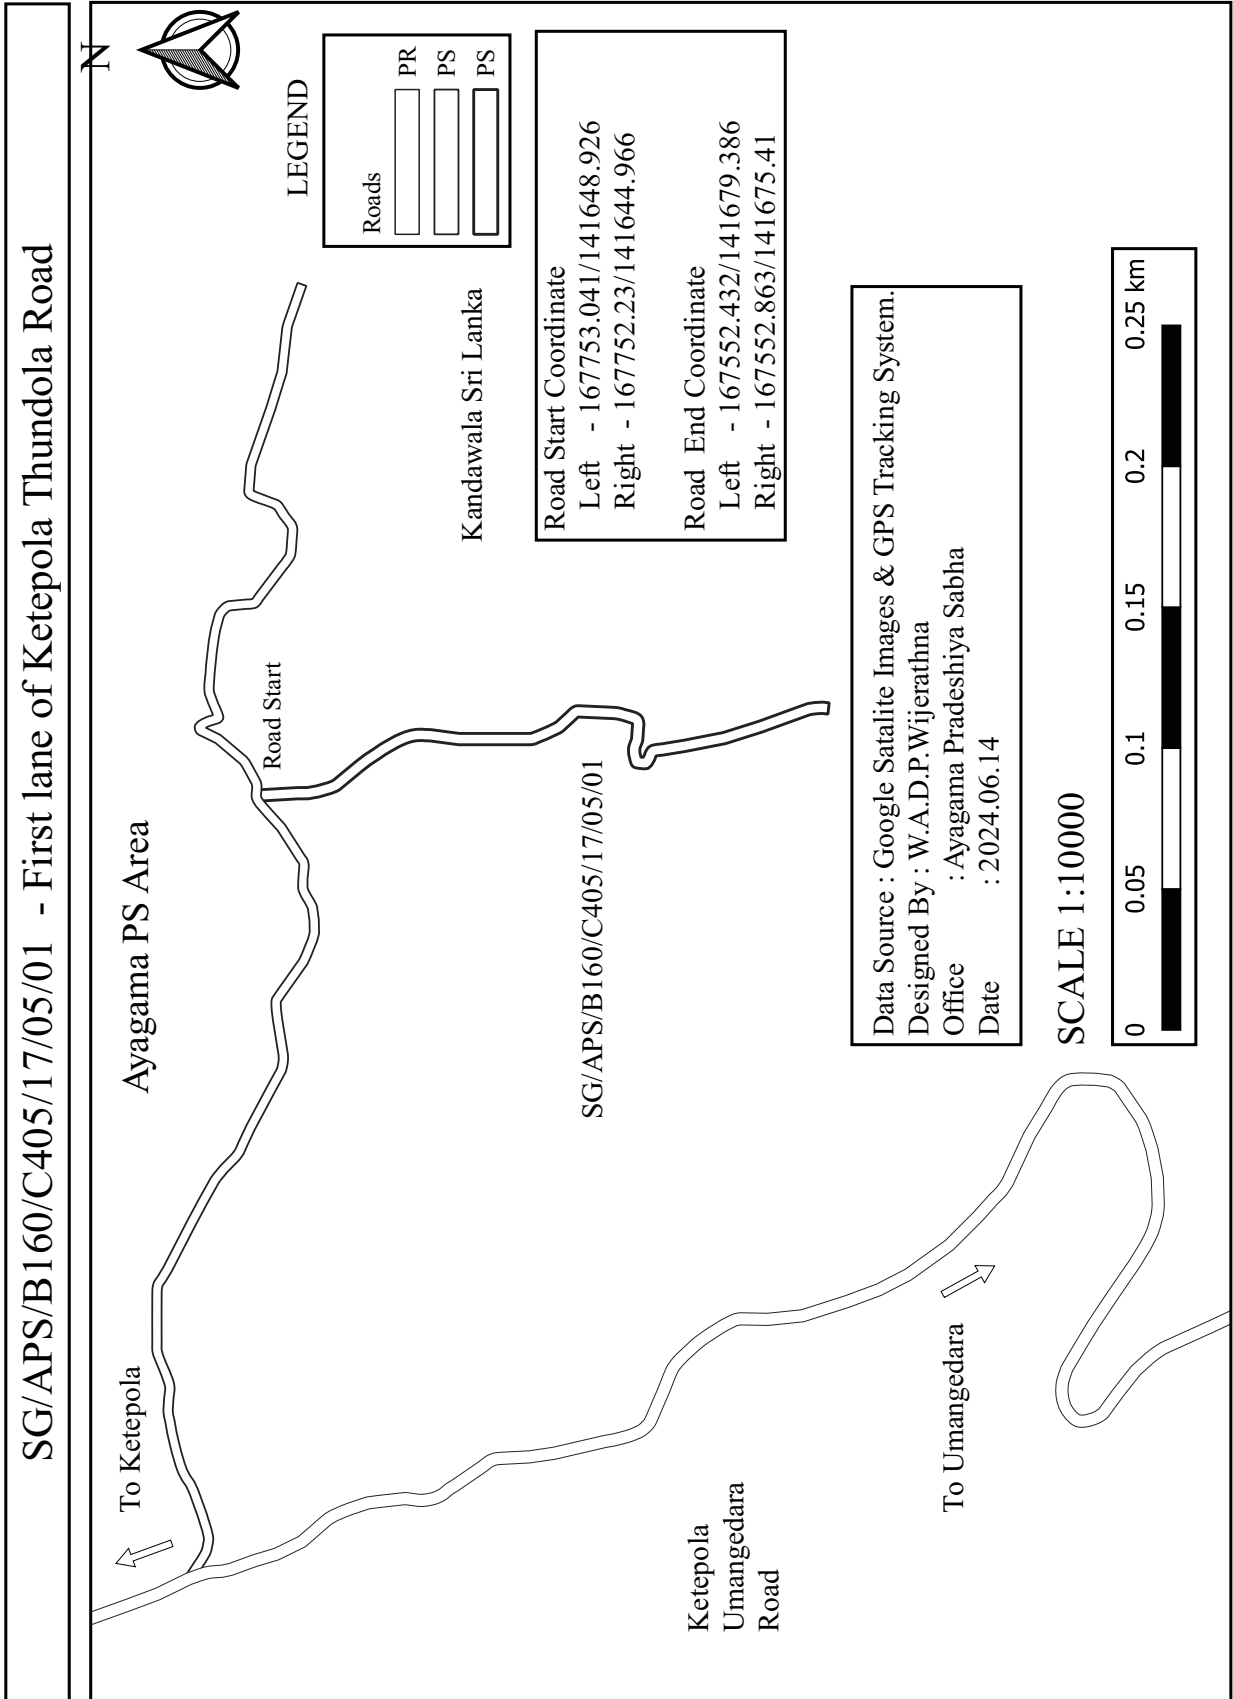 SG/APS/B160/C405/17/05/01 - First lane of Ketepola Thundola Road
N
LEGEND
Roads
PR
PS
PS
Ayagama PS Area
To Ketepola
Road Start
Kandawala Sri Lanka
Road Start Coordinate
Left - 167753.041/141648.926
Right - 167752.23/141644.966
Road End Coordinate
Left - 167552.432/141679.386
Right - 167552.863/141675.41
SG/APS/B160/C405/17/05/01
Ketepola
Umangedara
Road
To Umangedara
Data Source : Google Satalite Images & GPS Tracking System.
Designed By : W.A.D.P.Wijerathna
Office : Ayagama Pradeshiya Sabha
Date : 2024.06.14
SCALE 1:10000
0 0.05 0.1 0.15 0.2 0.25 km